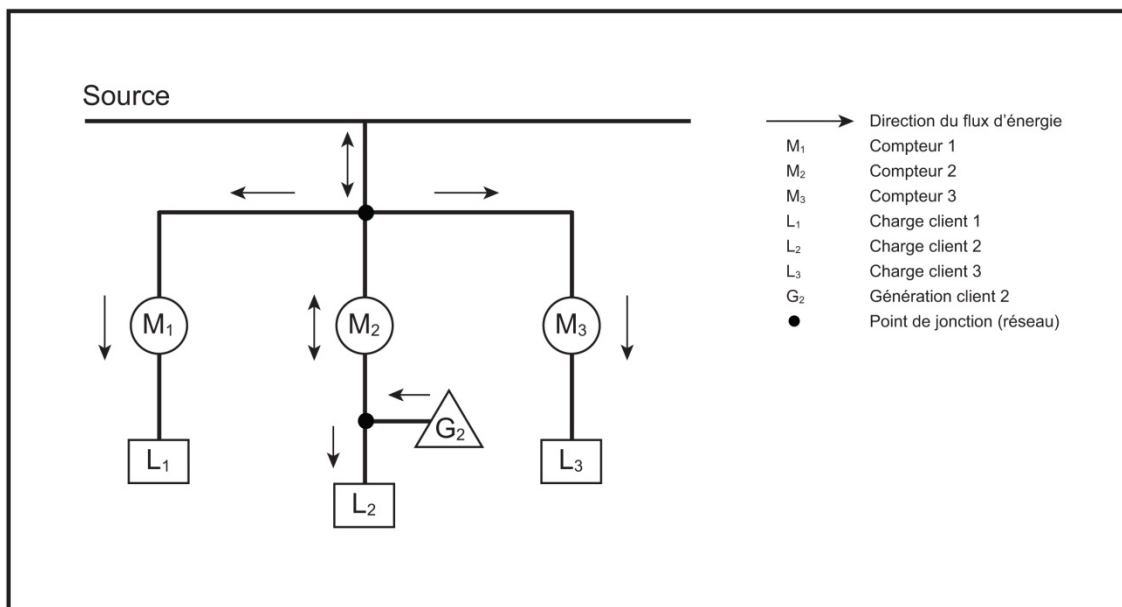 Source
Direction du flux d'énergie
M₁ Compteur 1
M₂ Compteur 2
M₃ Compteur 3
L₁ Charge client 1
L₂ Charge client 2
L₃ Charge client 3
G₂ Génération client 2
Point de jonction (réseau)
M₁ M₂ M₃
G₂
L₁ L₃
L₂